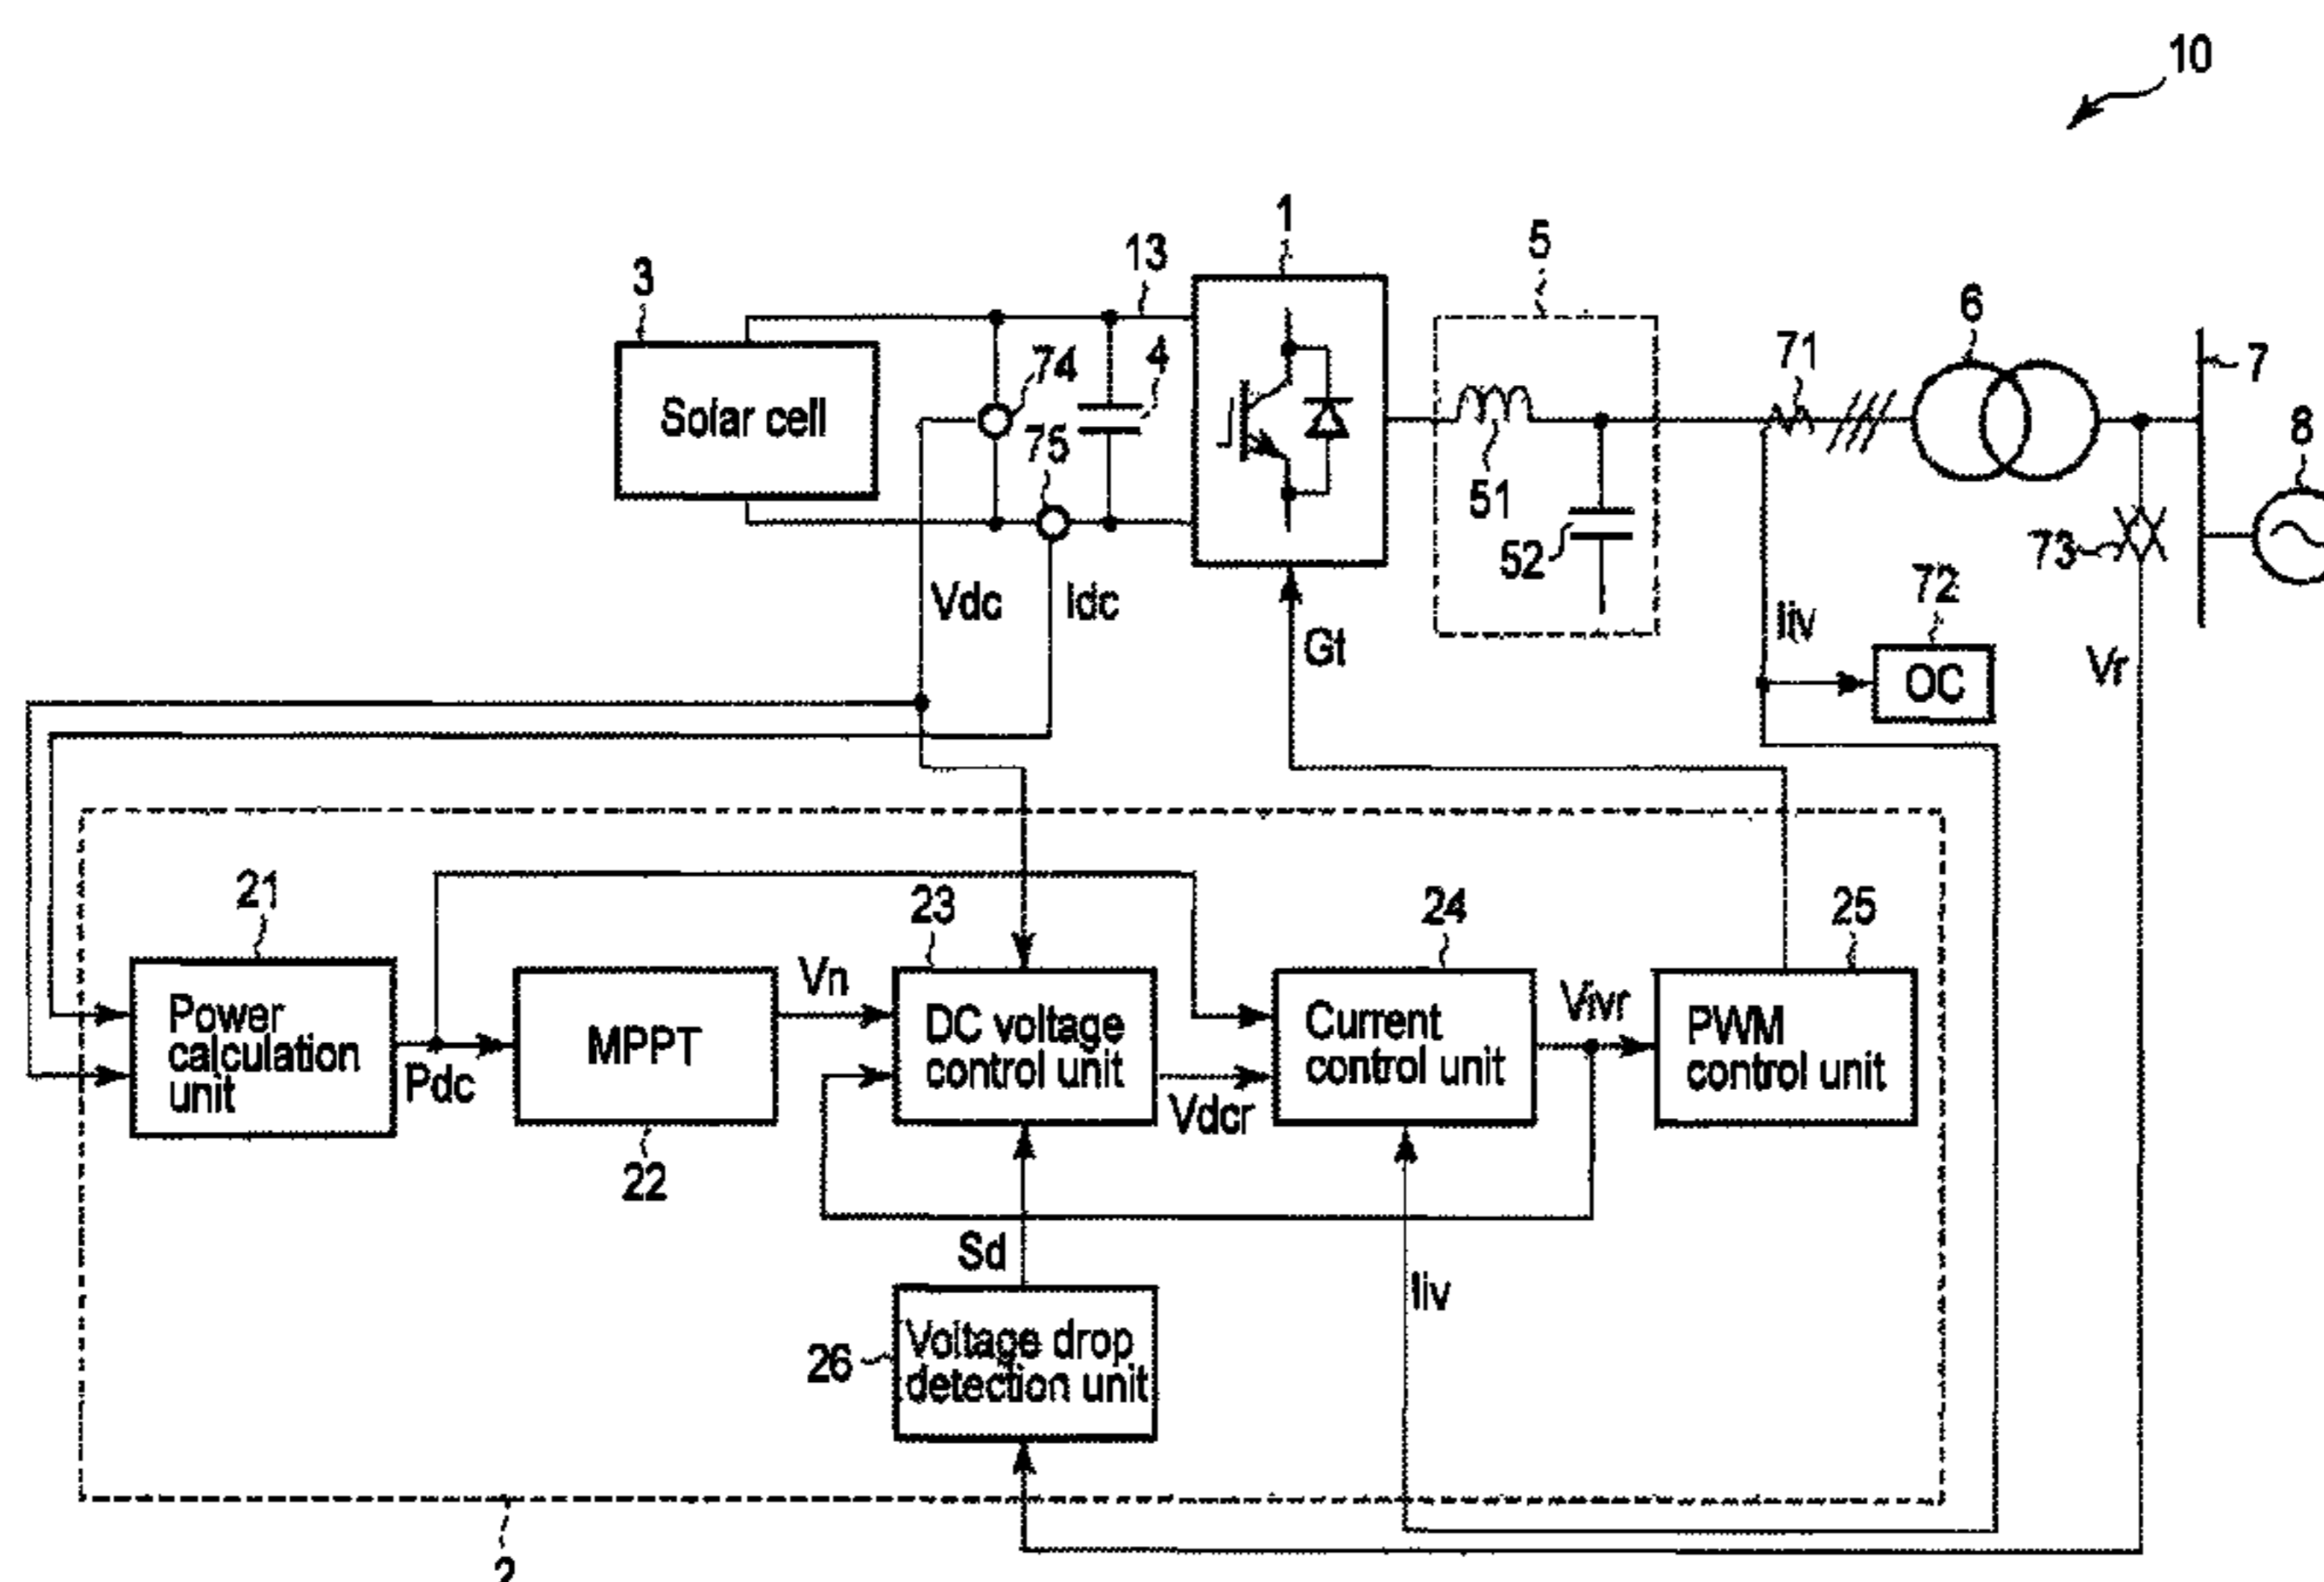 10
1
5
13
3
6
71
7
74
4
Solar cell
75
8
51
52
73
Vdc
Idc
Gt
Iiv
72
OC
Vr
21
23
24
25
Vn
Vivr
Power
calculation
unit
MPPT
DC voltage
control unit
Current
control unit
PWM
control unit
Pdc
Vdcr
22
Sd
Iiv
26
Voltage drop
detection unit
2